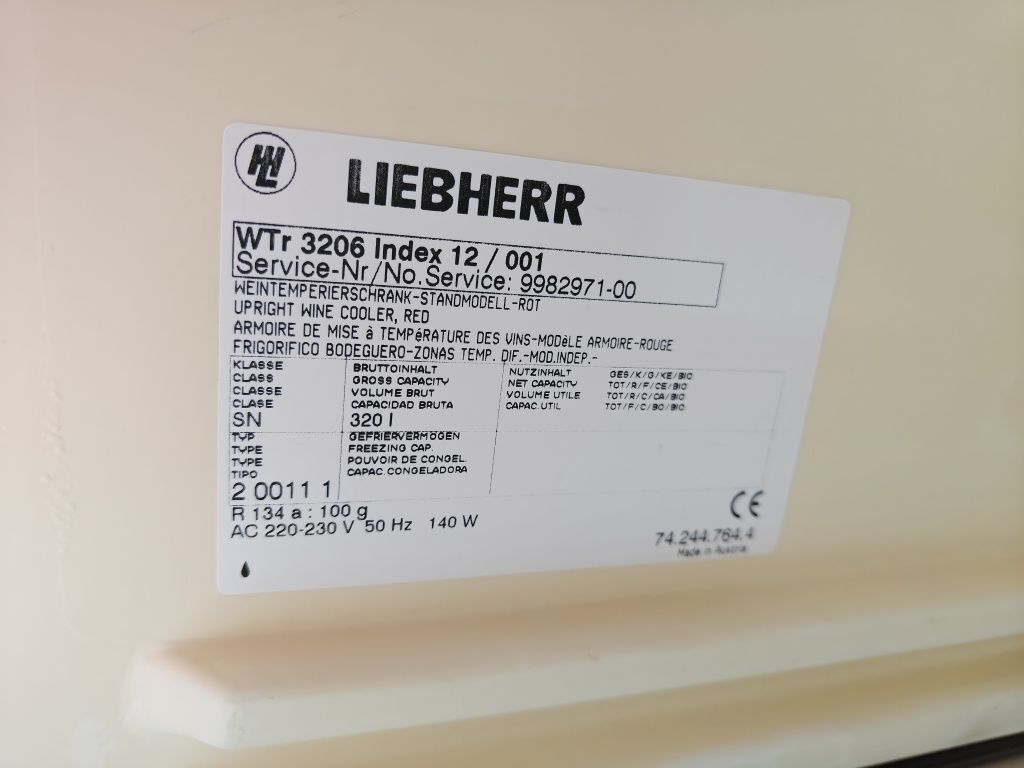 LIEBHERR
WTr 3206 Index 12 / 001
Service-Nr/No.Service: 9982971-00
WEINTEMPERIERSCHRANK-STANDMODELL-ROT
UPRIGHT WINE COOLER, RED
ARMOIRE DE MISE à TEMPéRATURE DES VINS-MODèLE ARMOIRE-ROUGE
FRIGORIFICO BODEGUERO-ZONAS TEMP. DIF.-MOD.INDEP.-
KLASSE BRUTTOINHALT NUTZINHALT GES/K/G/KE/BIO
CLASS GROSS CAPACITY NET CAPACITY TOT/R/F/CE/BIO
CLASSE VOLUME BRUT VOLUME UTILE TOT/R/C/CA/BIO
CLASE CAPACIDAD BRUTA CAPAC.UTIL TOT/F/C/BO/BIO
SN 320 l
TYP GEFRIERVERMÖGEN
TYPE FREEZING CAP.
TYPE POUVOIR DE CONGEL.
TIPO CAPAC.CONGELADORA
2 0011 1
R 134 a : 100 g
AC 220-230 V 50 Hz 140 W
CE
74.244.764.4
Made in Austria